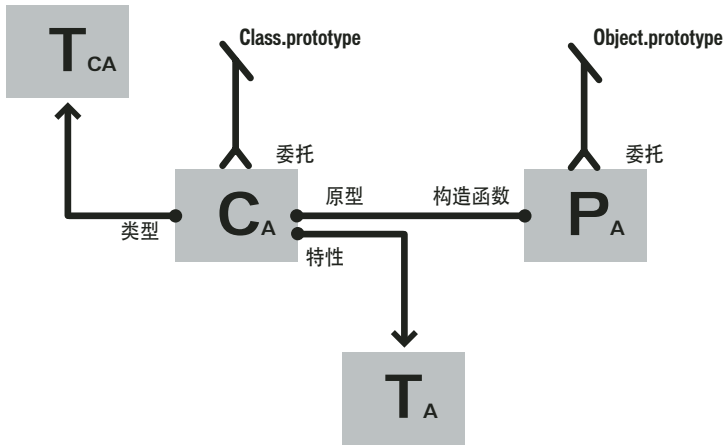 T CA
Class.prototype
Object.prototype
委托
委托
C A
原型
构造函数
P A
类型
特性
T A